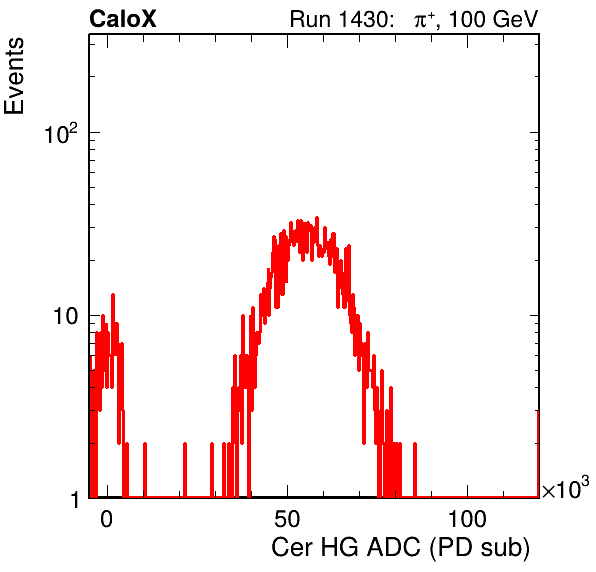 CaloX Run 1430: π⁺, 100 GeV
Events
10²
10
1
0 50 100
×10³
Cer HG ADC (PD sub)